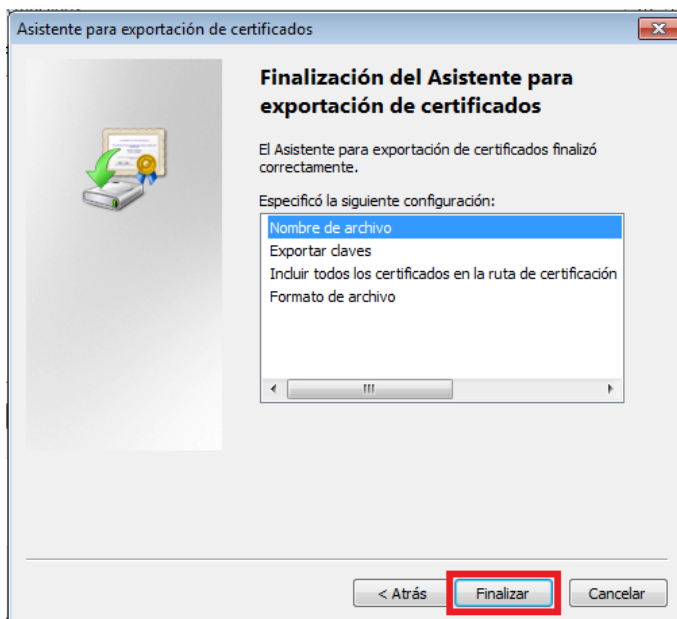 Asistente para exportación de certificados
Finalización del Asistente para
exportación de certificados
El Asistente para exportación de certificados finalizó
correctamente.
Especificó la siguiente configuración:
Nombre de archivo
Exportar claves
Incluir todos los certificados en la ruta de certificación
Formato de archivo
< Atrás
Finalizar
Cancelar